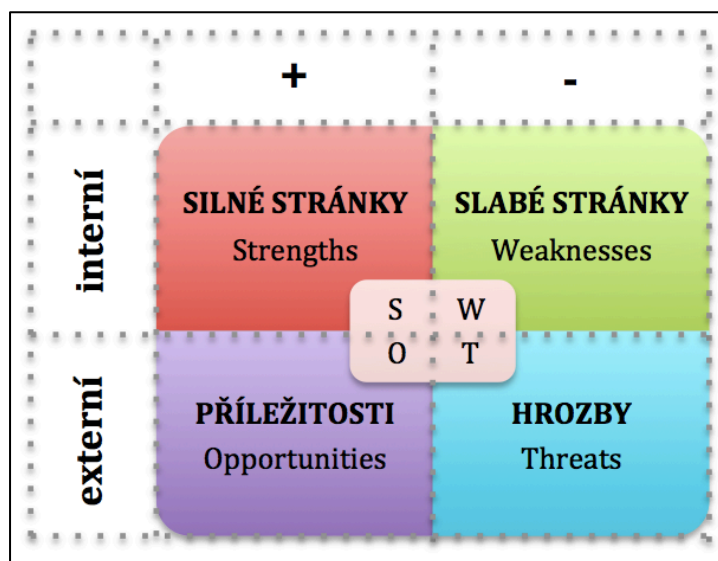 + -
interní
SILNÉ STRÁNKY
Strengths
SLABÉ STRÁNKY
Weaknesses
S W
O T
externí
PŘÍLEŽITOSTI
Opportunities
HROZBY
Threats